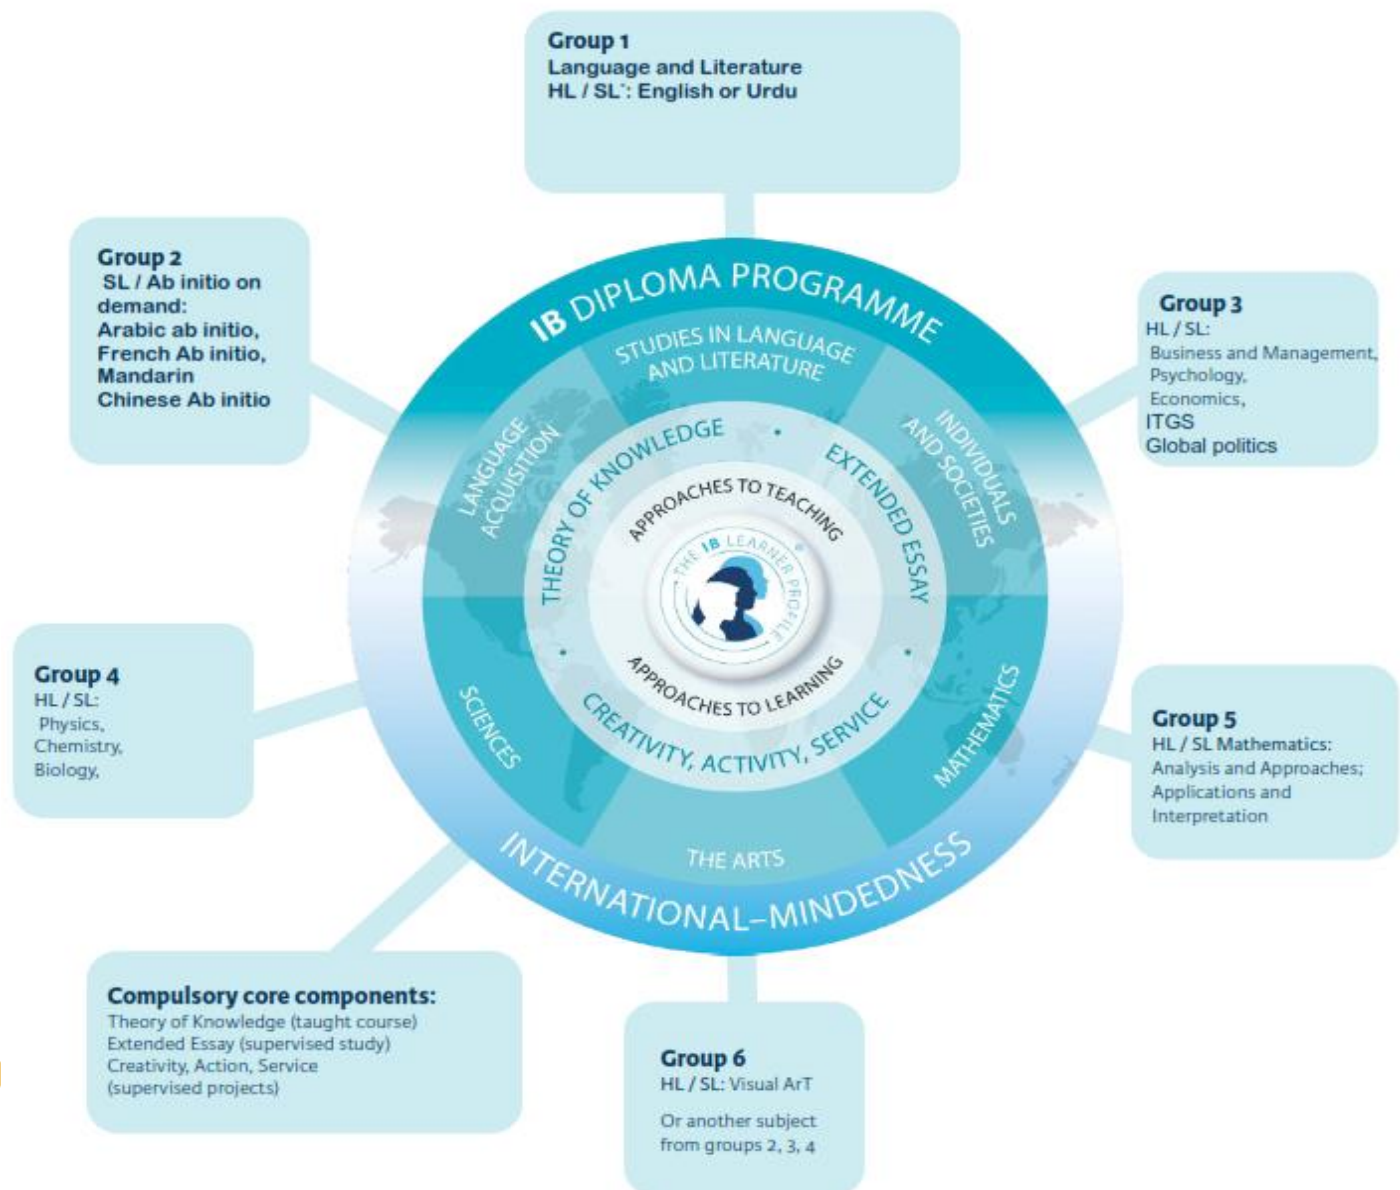 Group 1
Language and Literature
HL / SL*: English or Urdu
Group 2
SL / Ab initio on
demand:
Arabic ab initio,
French Ab initio,
Mandarin
Chinese Ab initio
Group 3
HL / SL:
Business and Management,
Psychology,
Economics,
ITGS
Global politics
IB DIPLOMA PROGRAMME
STUDIES IN LANGUAGE
AND LITERATURE
LANGUAGE
ACQUISITION
INDIVIDUALS
AND SOCIETIES
THEORY OF KNOWLEDGE
EXTENDED ESSAY
APPROACHES TO TEACHING
THE IB LEARNER PROFILE
APPROACHES TO LEARNING
CREATIVITY, ACTIVITY, SERVICE
SCIENCES
MATHEMATICS
THE ARTS
INTERNATIONAL–MINDEDNESS
Group 4
HL / SL:
Physics,
Chemistry,
Biology,
Group 5
HL / SL Mathematics:
Analysis and Approaches;
Applications and
Interpretation
Compulsory core components:
Theory of Knowledge (taught course)
Extended Essay (supervised study)
Creativity, Action, Service
(supervised projects)
Group 6
HL / SL: Visual ArT
Or another subject
from groups 2, 3, 4